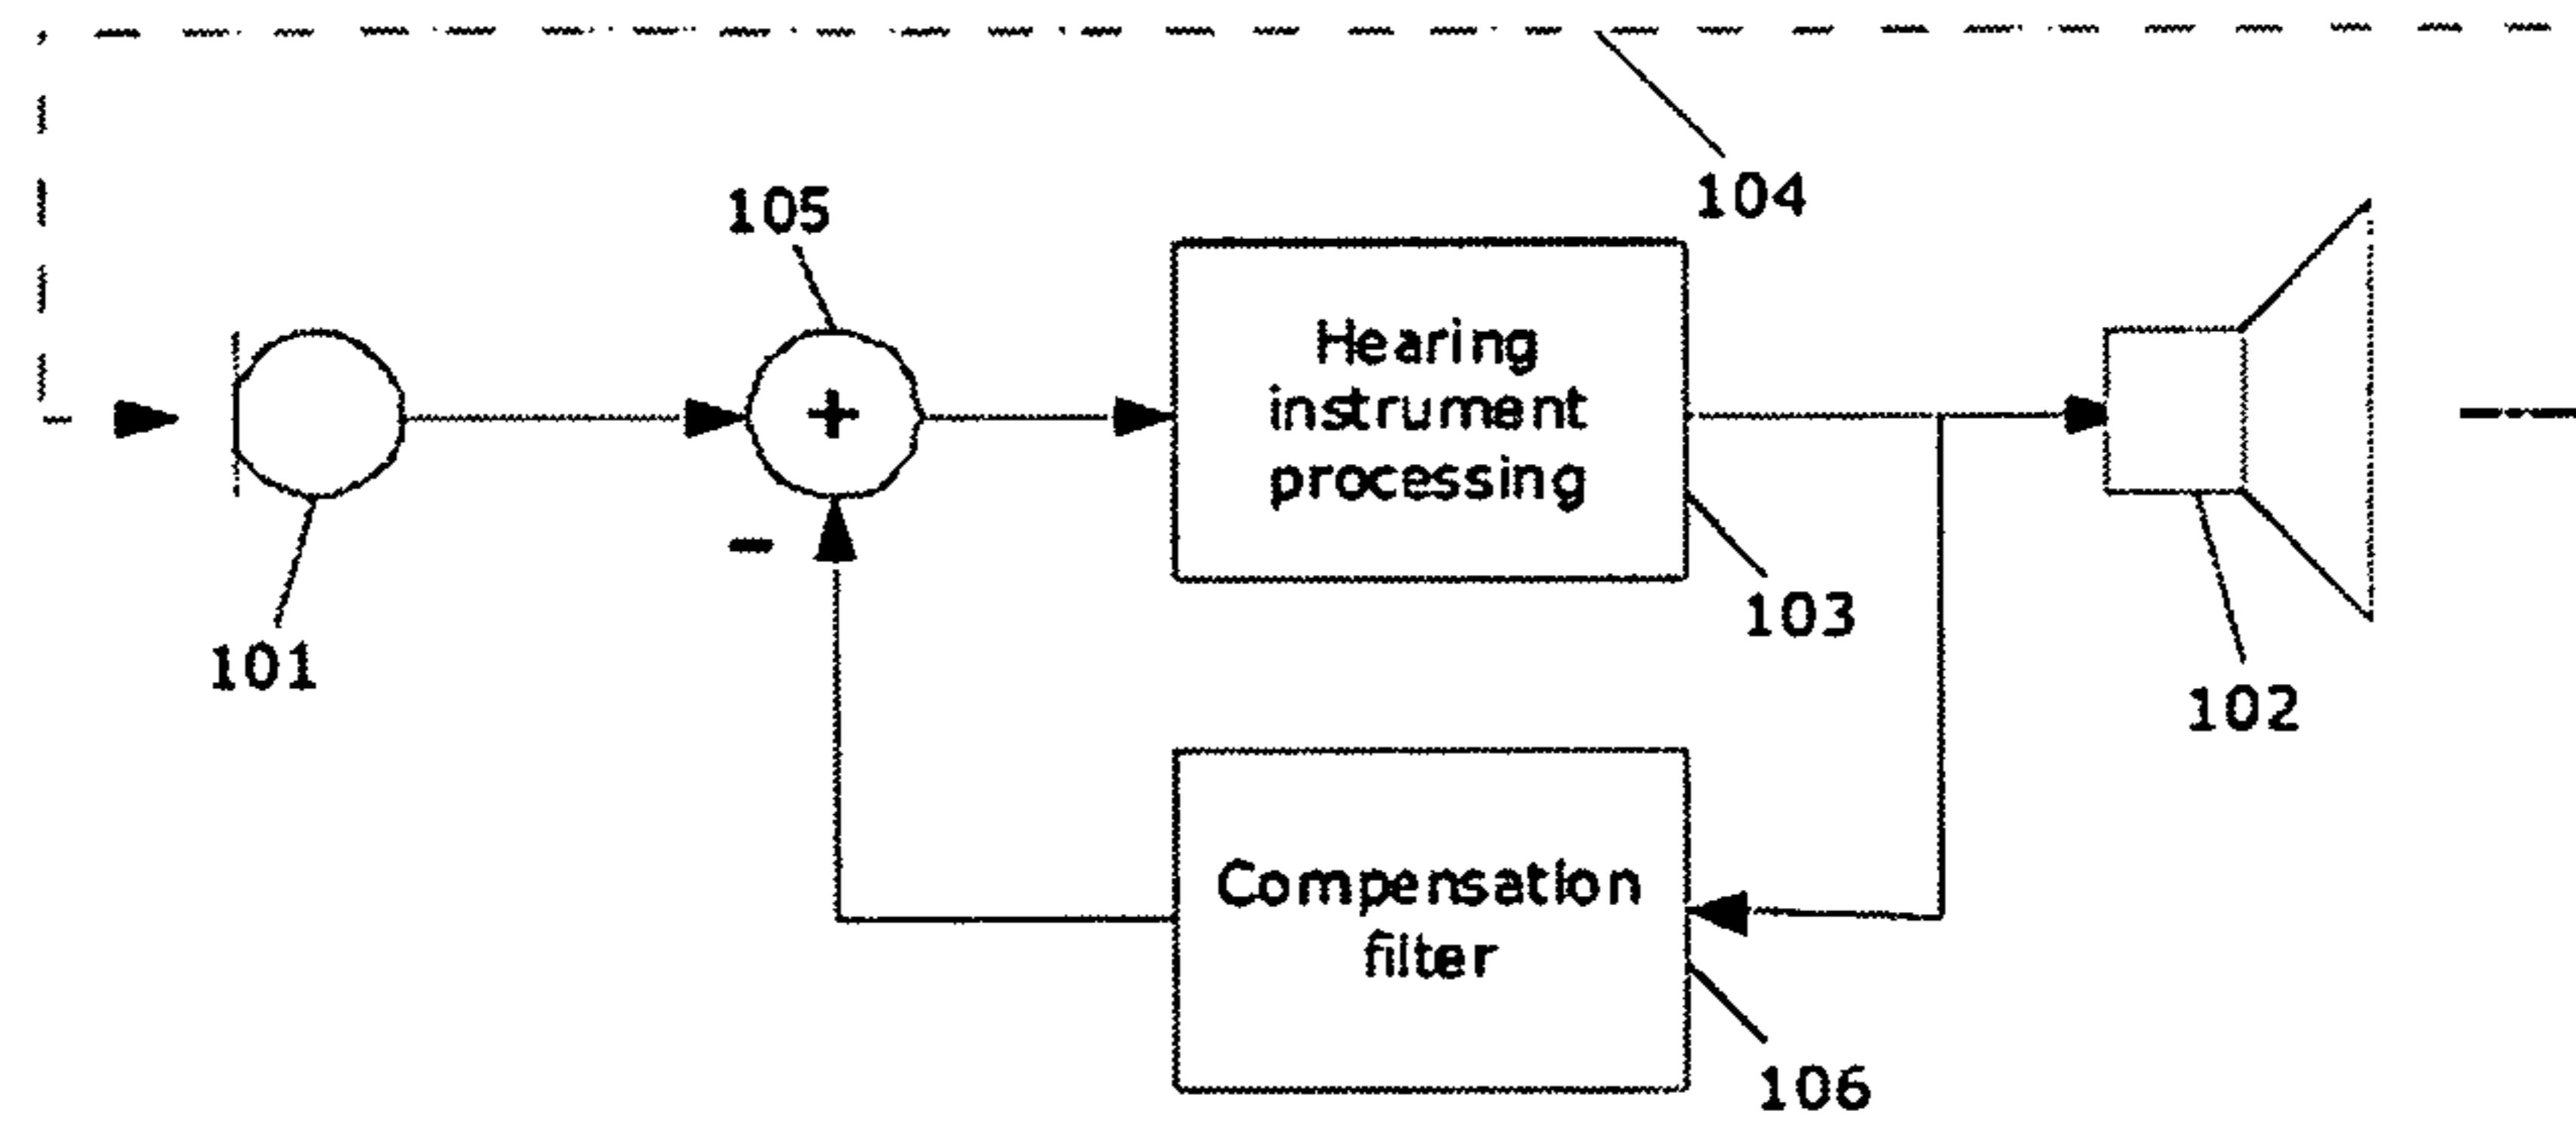 104
105
Hearing
instrument
processing
+
-
103
101
102
Compensation
filter
106